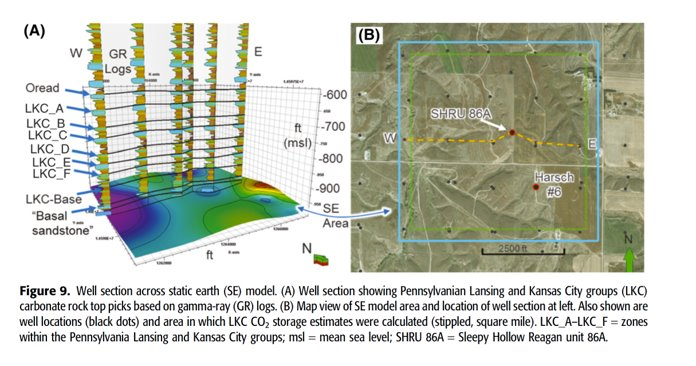 (A)
W
GR
Logs
E
Oread
LKC_A
LKC_B
LKC_C
LKC_D
LKC_E
LKC_F
LKC-Base
"Basal
sandstone"
-600
-700
ft
(msl)
-800
-900
SE
Area
ft
N
(B)
SHRU 86A
W
E
Harsch
#6
2500 ft
N
Figure 9. Well section across static earth (SE) model. (A) Well section showing Pennsylvanian Lansing and Kansas City groups (LKC)
carbonate rock top picks based on gamma-ray (GR) logs. (B) Map view of SE model area and location of well section at left. Also shown are
well locations (black dots) and area in which LKC CO₂ storage estimates were calculated (stippled, square mile). LKC_A–LKC_F = zones
within the Pennsylvania Lansing and Kansas City groups; msl = mean sea level; SHRU 86A = Sleepy Hollow Reagan unit 86A.